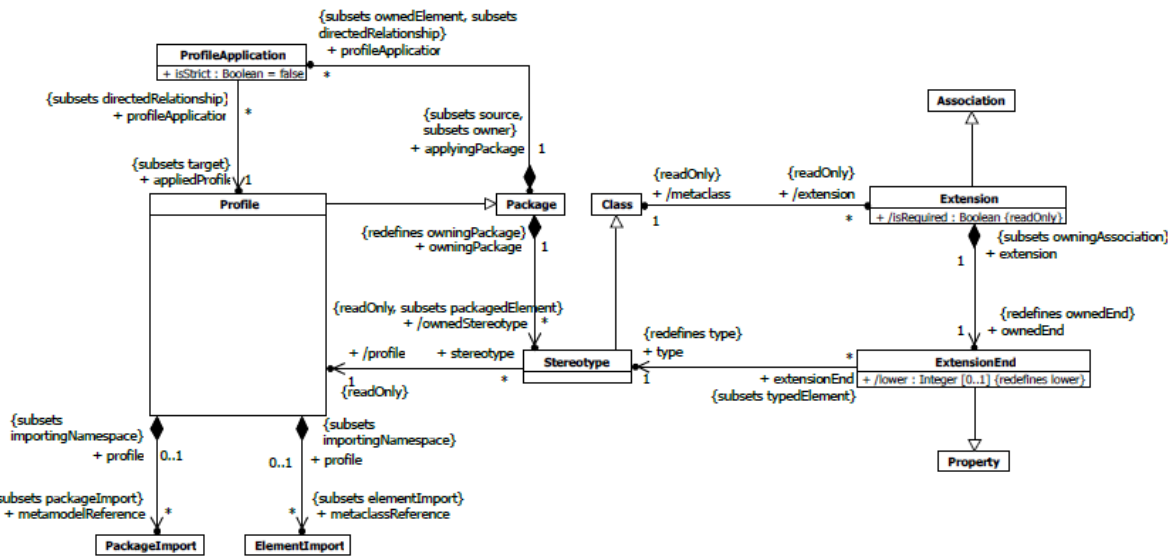 {subsets ownedElement, subsets
directedRelationship}
+ profileApplication
*
ProfileApplication
+ isStrict : Boolean = false
{subsets directedRelationship}
+ profileApplication
*
{subsets target}
+ appliedProfile
1
{subsets source,
subsets owner}
+ applyingPackage
1
Association
Profile
Package
Class
{readOnly}
+ /metaclass
1
{readOnly}
+ /extension
*
Extension
+ /isRequired : Boolean {readOnly}
{redefines owningPackage}
+ owningPackage
1
{subsets owningAssociation}
+ extension
1
{readOnly, subsets packagedElement}
+ /ownedStereotype
*
{redefines ownedEnd}
+ ownedEnd
1
+ /profile
1
{readOnly}
+ stereotype
*
Stereotype
{redefines type}
+ type
1
*
+ extensionEnd
{subsets typedElement}
ExtensionEnd
+ /lower : Integer [0..1] {redefines lower}
{subsets
importingNamespace}
+ profile
0..1
{subsets
importingNamespace}
+ profile
0..1
Property
subsets packageImport}
+ metamodelReference
*
{subsets elementImport}
+ metaclassReference
*
PackageImport
ElementImport